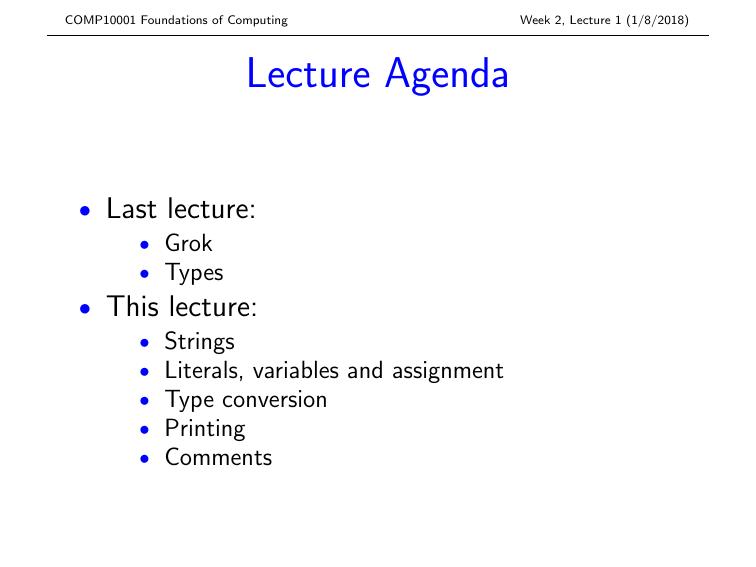 COMP10001 Foundations of Computing Week 2, Lecture 1 (1/8/2018)
Lecture Agenda
• Last lecture:
• Grok
• Types
• This lecture:
• Strings
• Literals, variables and assignment
• Type conversion
• Printing
• Comments